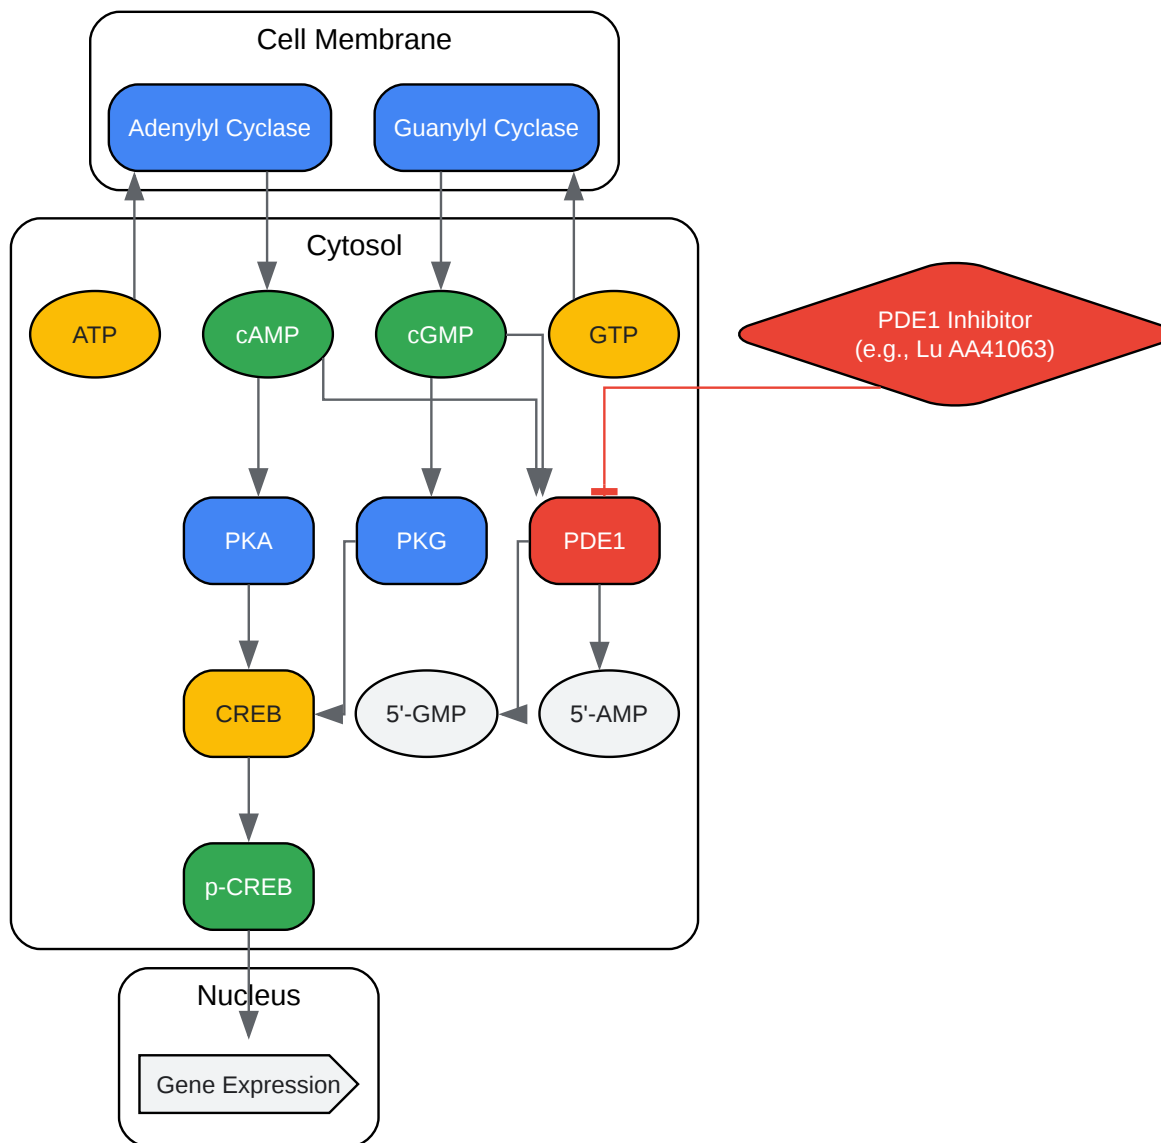 Cell Membrane
Adenylyl Cyclase
Guanylyl Cyclase
Cytosol
ATP
cAMP
cGMP
GTP
PDE1 Inhibitor
(e.g., Lu AA41063)
PKA
PKG
PDE1
CREB
5'-GMP
5'-AMP
p-CREB
Nucleus
Gene Expression